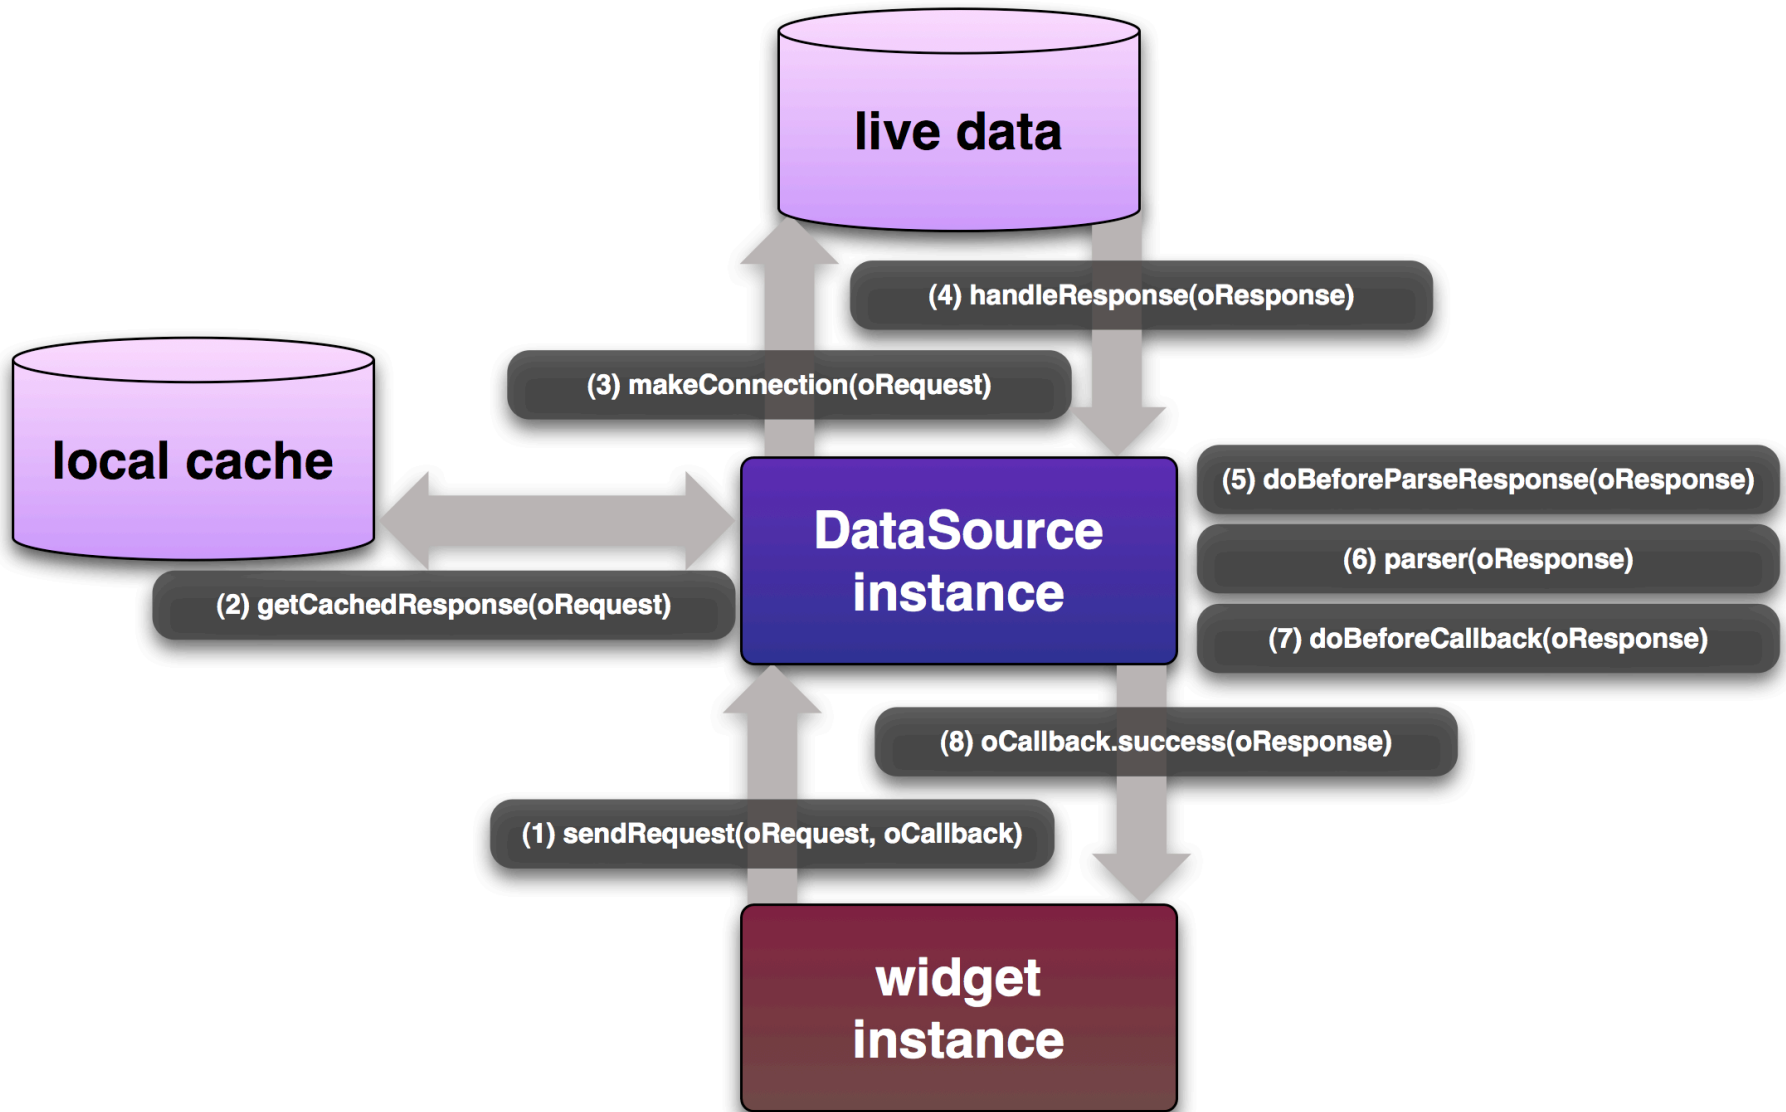 live data
(4) handleResponse(oResponse)
(3) makeConnection(oRequest)
local cache
(5) doBeforeParseResponse(oResponse)
DataSource
instance
(6) parser(oResponse)
(2) getCachedResponse(oRequest)
(7) doBeforeCallback(oResponse)
(8) oCallback.success(oResponse)
(1) sendRequest(oRequest, oCallback)
widget
instance